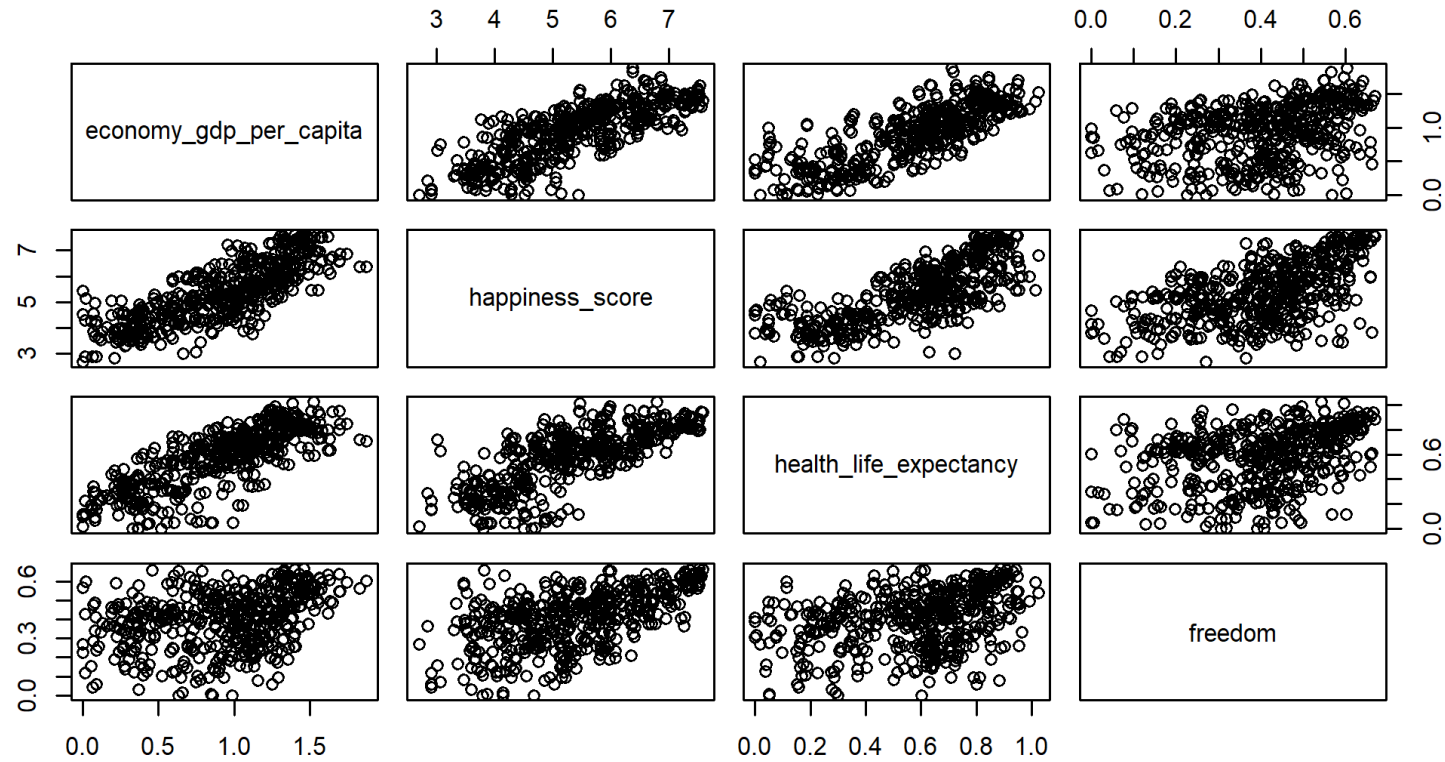 3 4 5 6 7 0.0 0.2 0.4 0.6
economy_gdp_per_capita
0.0 1.0
3 5 7
happiness_score
health_life_expectancy
0.0 0.6
0.0 0.3 0.6
freedom
0.0 0.5 1.0 1.5 0.0 0.2 0.4 0.6 0.8 1.0